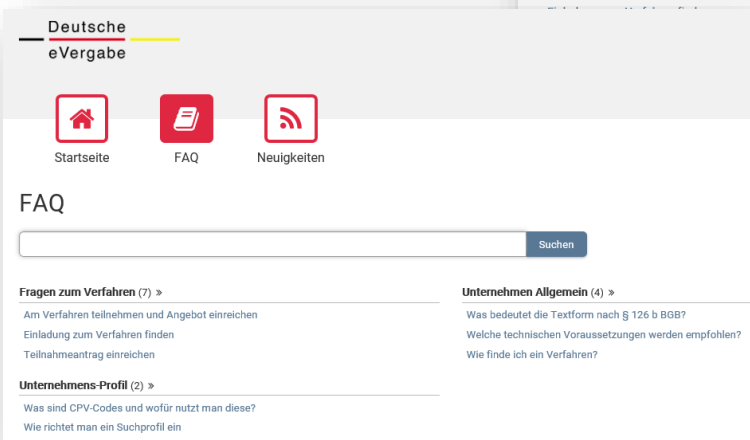 Deutsche
eVergabe
Startseite
FAQ
Neuigkeiten
FAQ
Suchen
Fragen zum Verfahren (7) »
Am Verfahren teilnehmen und Angebot einreichen
Einladung zum Verfahren finden
Teilnahmeantrag einreichen
Unternehmens-Profil (2) »
Was sind CPV-Codes und wofür nutzt man diese?
Wie richtet man ein Suchprofil ein
Unternehmen Allgemein (4) »
Was bedeutet die Textform nach § 126 b BGB?
Welche technischen Voraussetzungen werden empfohlen?
Wie finde ich ein Verfahren?